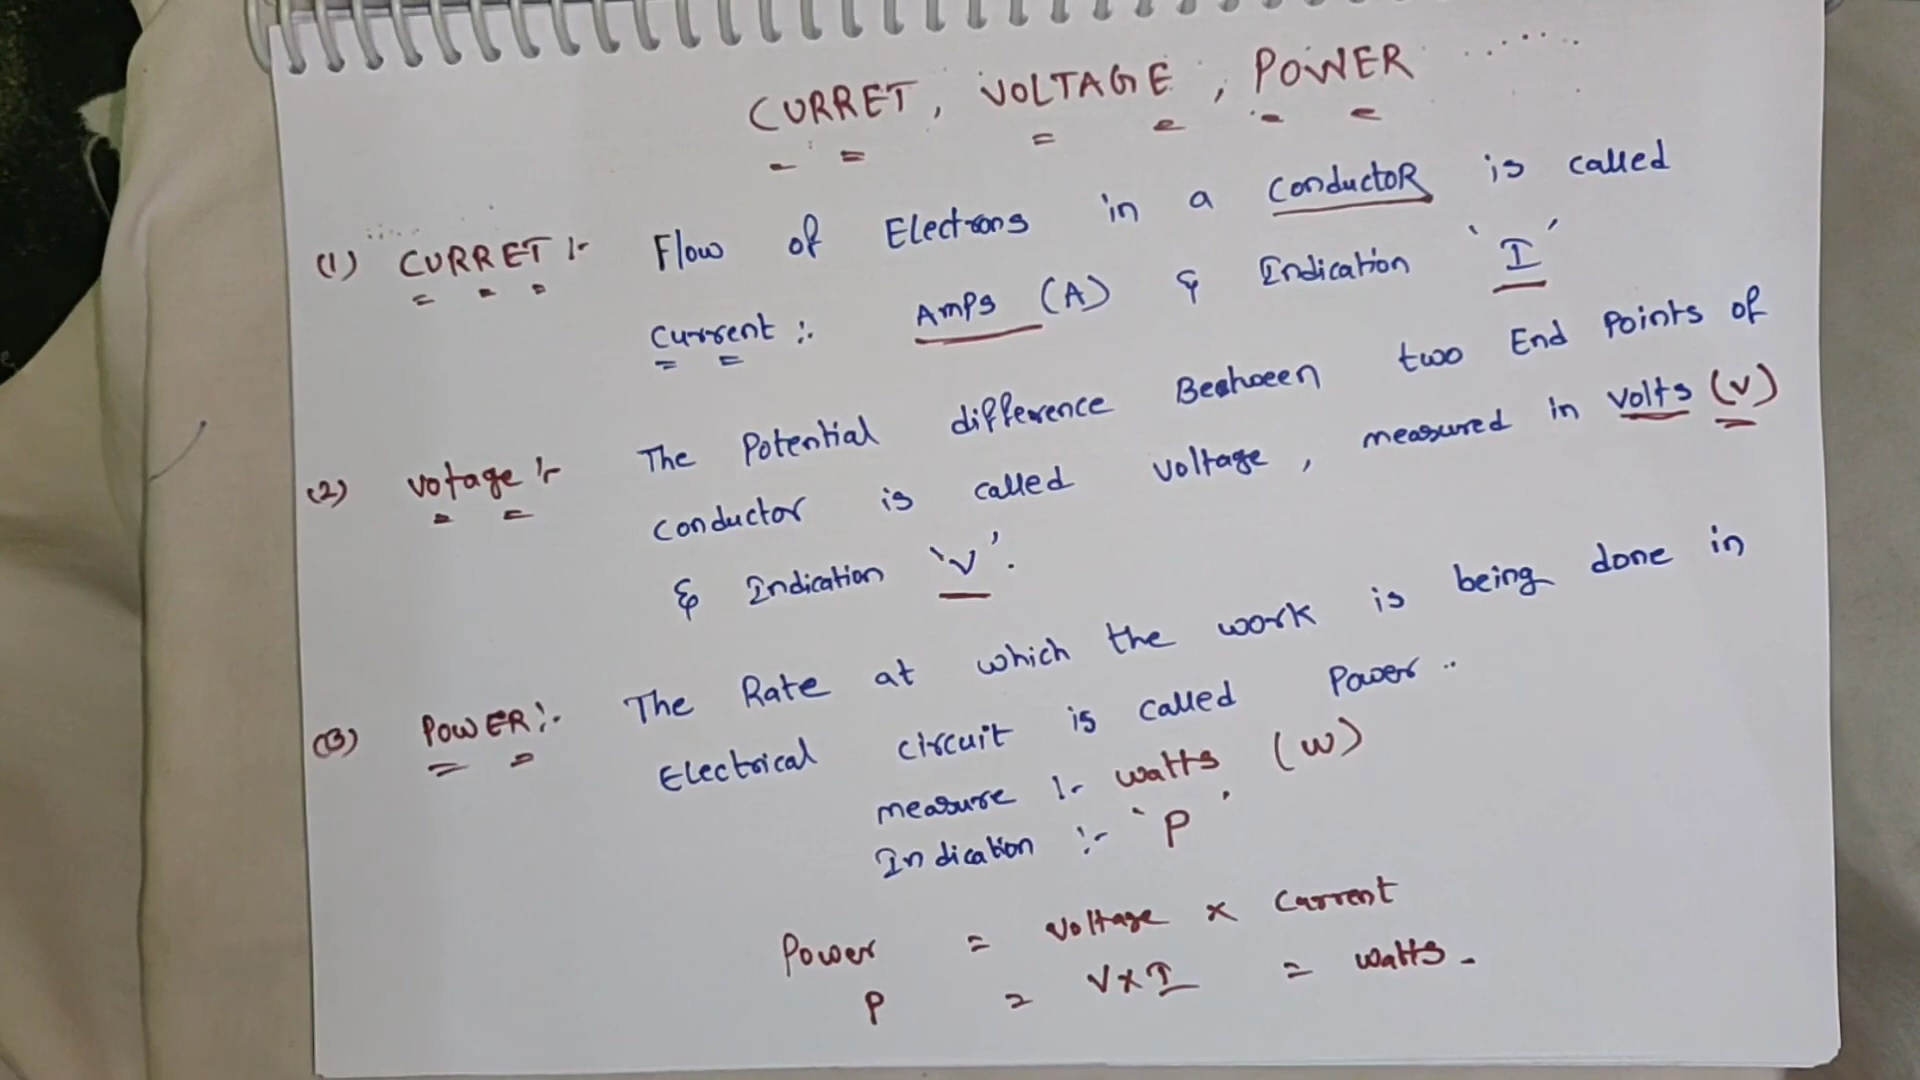 CURRET, VOLTAGE, POWER
(1) CURRET :- Flow of Electrons in a conductoR is called
current :. Amps (A) & Indication 'I'
(2) votage :- The Potential difference Between two End Points of
conductor is called voltage, measured in volts (v)
& Indication 'V'.
(3) POWER :- The Rate at which the work is being done in
Electrical circuit is called Power..
measure :- watts (w)
Indication :- 'P'
Power = voltage x Current
P = V x I = watts.